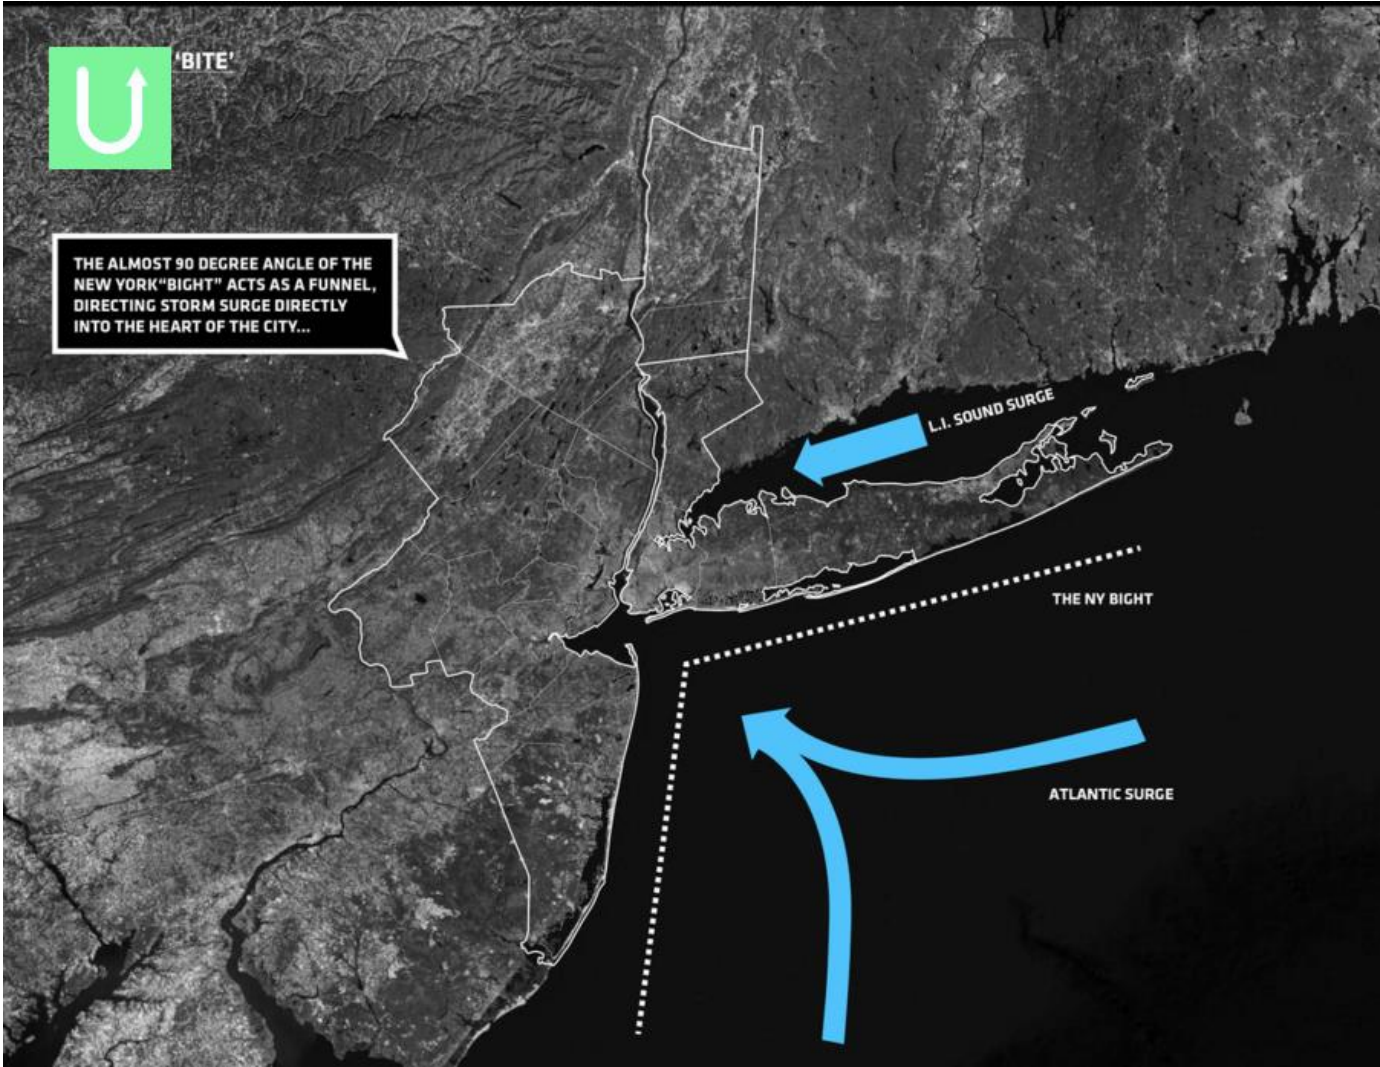 'BITE'
THE ALMOST 90 DEGREE ANGLE OF THE
NEW YORK"BIGHT" ACTS AS A FUNNEL,
DIRECTING STORM SURGE DIRECTLY
INTO THE HEART OF THE CITY...
L.I. SOUND SURGE
THE NY BIGHT
ATLANTIC SURGE